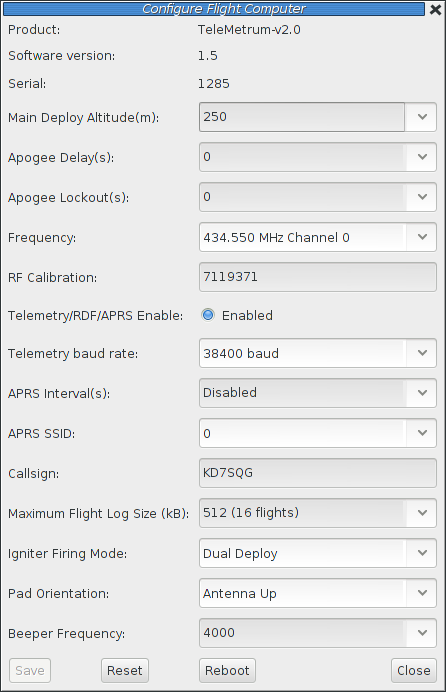 Configure Flight Computer
Product: TeleMetrum-v2.0
Software version: 1.5
Serial: 1285
Main Deploy Altitude(m): 250
Apogee Delay(s): 0
Apogee Lockout(s): 0
Frequency: 434.550 MHz Channel 0
RF Calibration: 7119371
Telemetry/RDF/APRS Enable: Enabled
Telemetry baud rate: 38400 baud
APRS Interval(s): Disabled
APRS SSID: 0
Callsign: KD7SQG
Maximum Flight Log Size (kB): 512 (16 flights)
Igniter Firing Mode: Dual Deploy
Pad Orientation: Antenna Up
Beeper Frequency: 4000
Save Reset Reboot Close